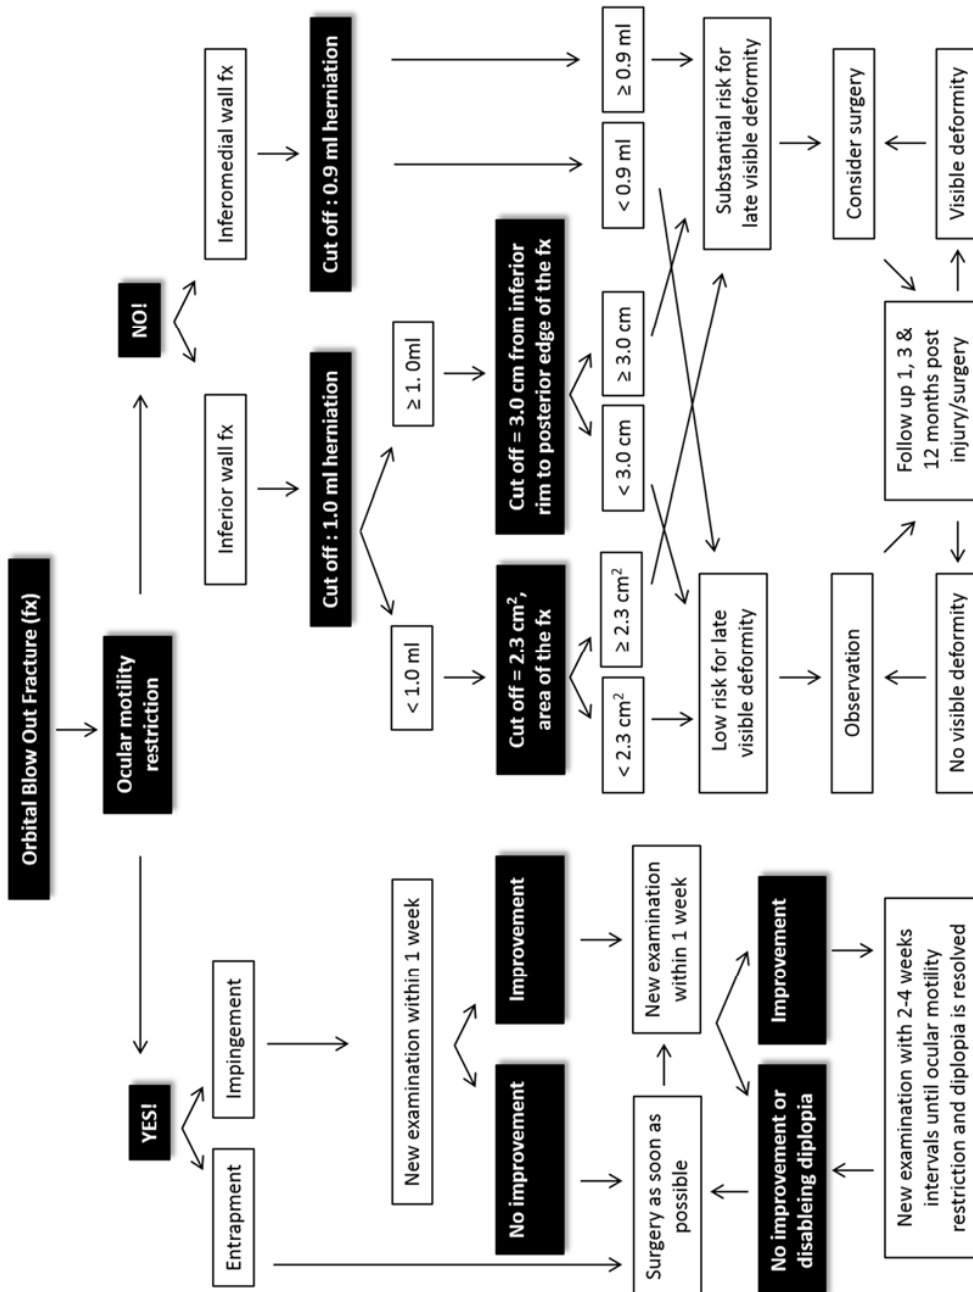 Orbital Blow Out Fracture (fx)
Ocular motility
restriction
YES!
NO!
Entrapment
Impingement
Inferior wall fx
Inferomedial wall fx
New examination within 1 week
Cut off : 1.0 ml herniation
Cut off : 0.9 ml herniation
< 1.0 ml
≥ 1. 0ml
No improvement
Improvement
Cut off = 2.3 cm², 
area of the fx
Cut off = 3.0 cm from inferior
rim to posterior edge of the fx
< 2.3 cm²
≥ 2.3 cm²
< 3.0 cm
≥ 3.0 cm
< 0.9 ml
≥ 0.9 ml
Surgery as soon as
possible
New examination
within 1 week
Low risk for late
visible deformity
Substantial risk for
late visible deformity
No improvement or
disableing diplopia
Improvement
Observation
Consider surgery
New examination with 2-4 weeks
intervals until ocular motility
restriction and diplopia is resolved
Follow up 1, 3 &
12 months post
injury/surgery
No visible deformity
Visible deformity